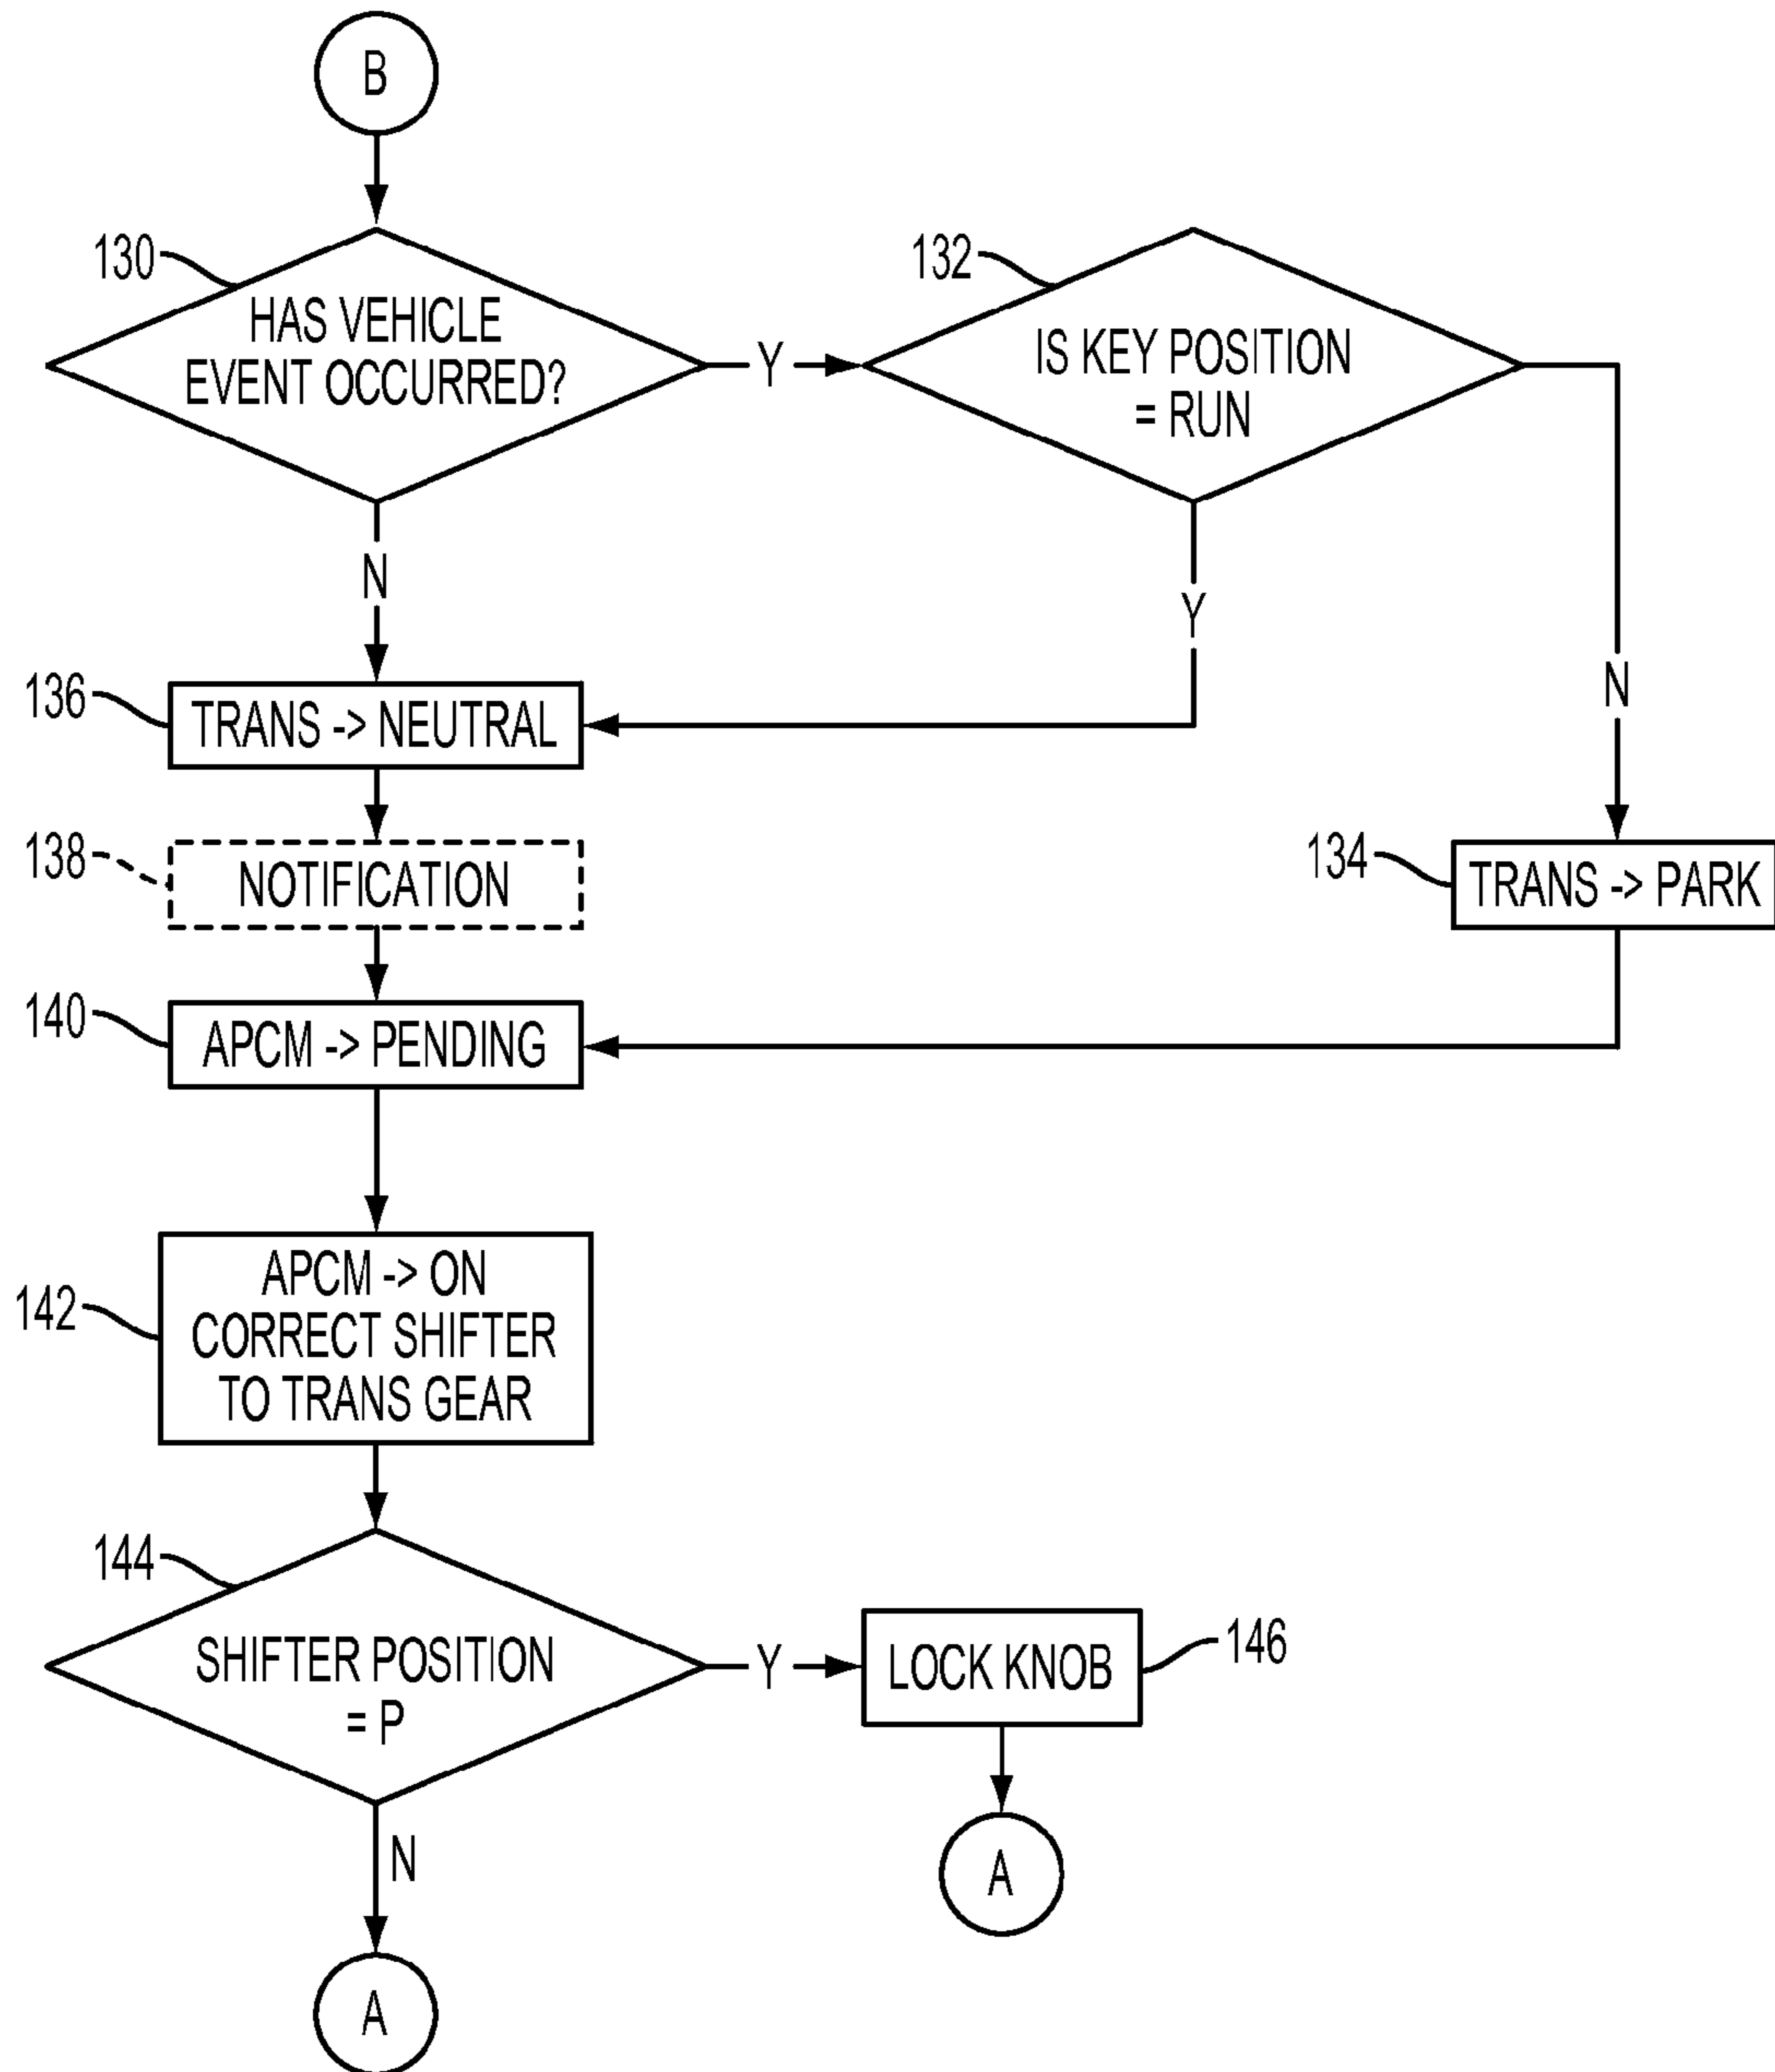 B
130
HAS VEHICLE
EVENT OCCURRED?
Y
132
IS KEY POSITION
= RUN
N
Y
N
136
TRANS -> NEUTRAL
138
NOTIFICATION
134
TRANS -> PARK
140
APCM -> PENDING
142
APCM -> ON
CORRECT SHIFTER
TO TRANS GEAR
144
SHIFTER POSITION
= P
Y
LOCK KNOB
146
N
A
A